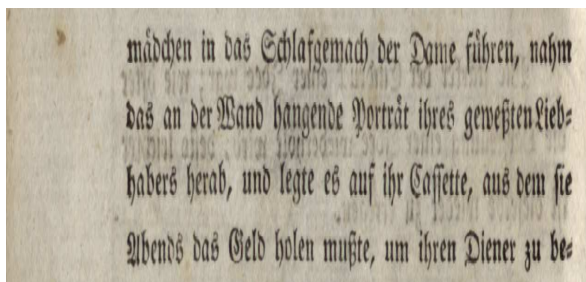 mädchen in das Schlafgemach der Dame führen, nahm
das an der Wand hangende Porträt ihres geweßten Lieb-
habers herab, und legte es auf ihr Cassette, aus dem sie
Abends das Geld holen mußte, um ihren Diener zu be-